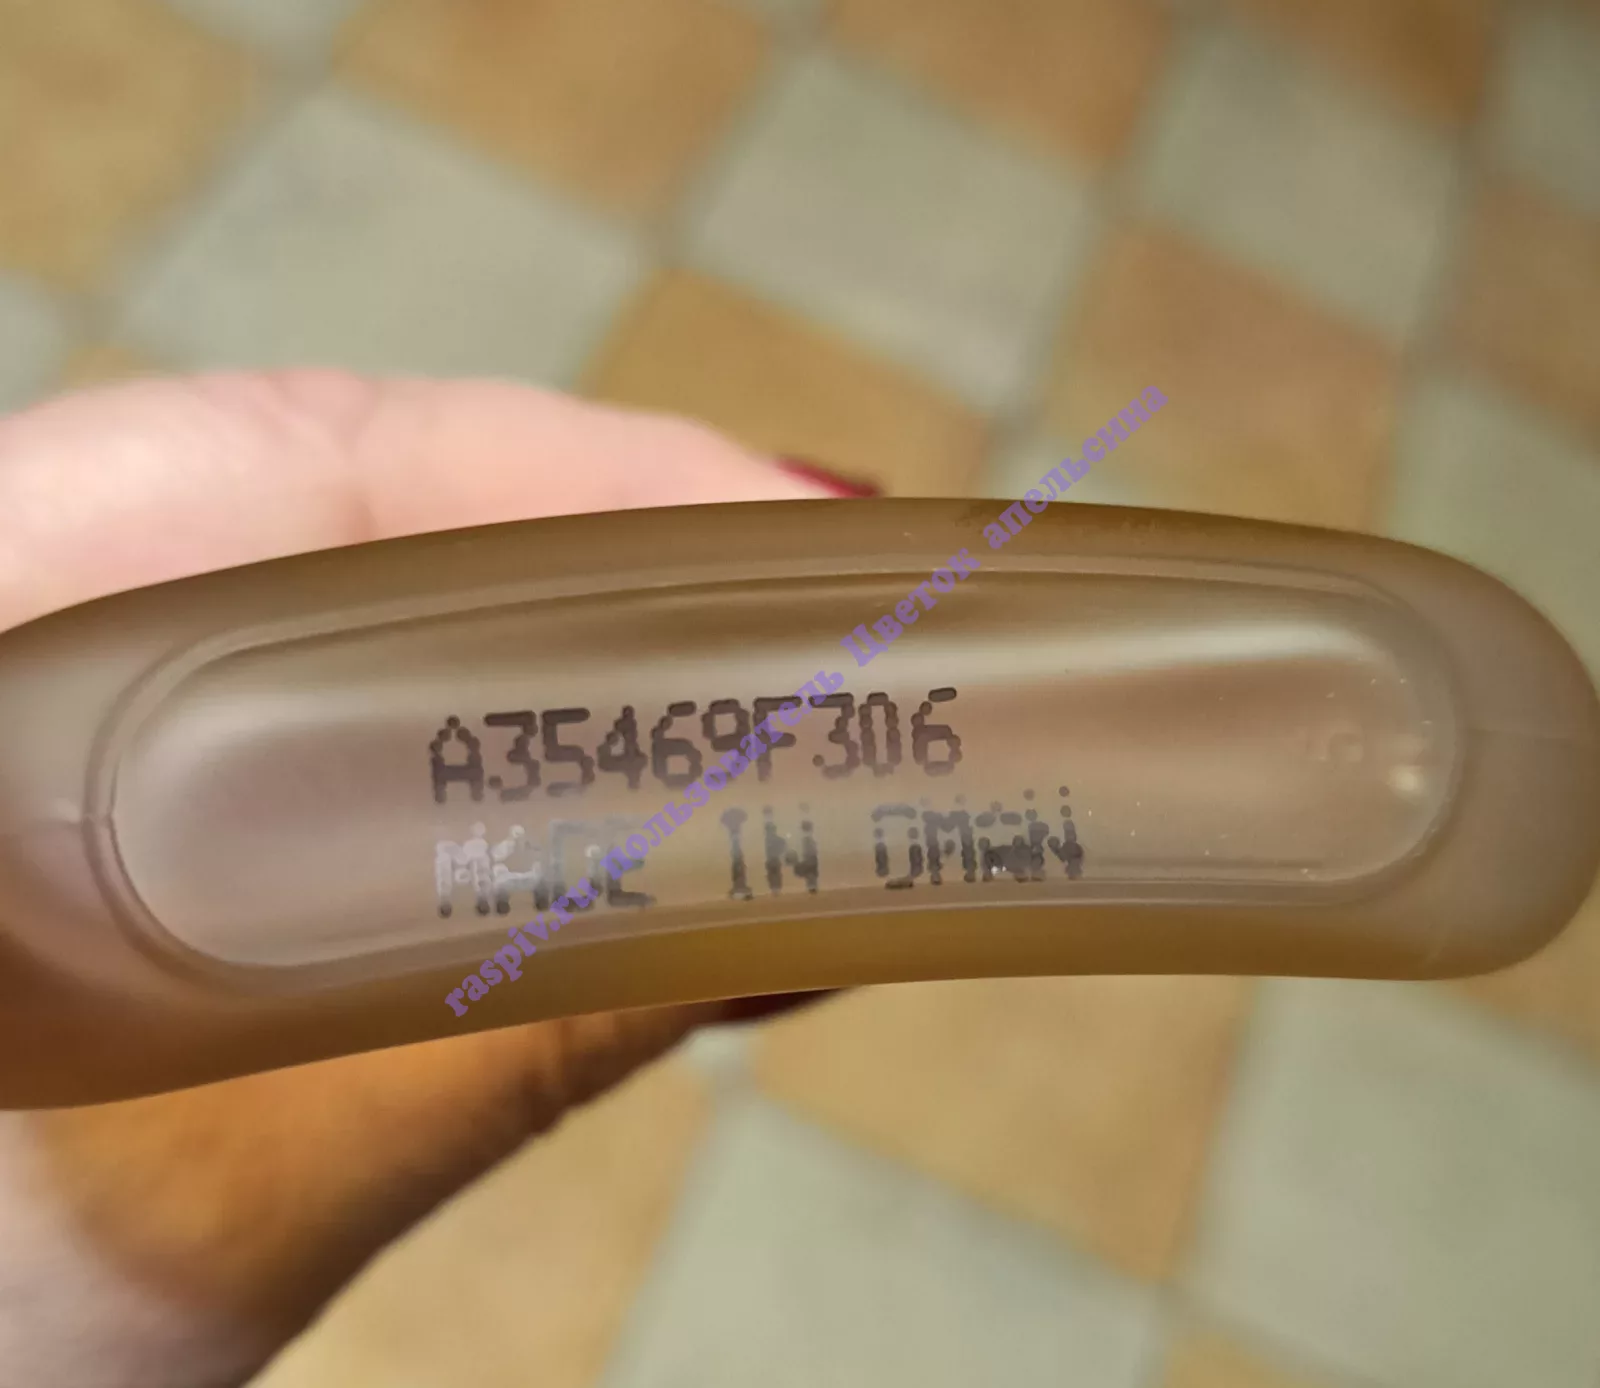 A35469F306
MADE IN OMAN
raspiv.ru пользователь Цветок апельсина